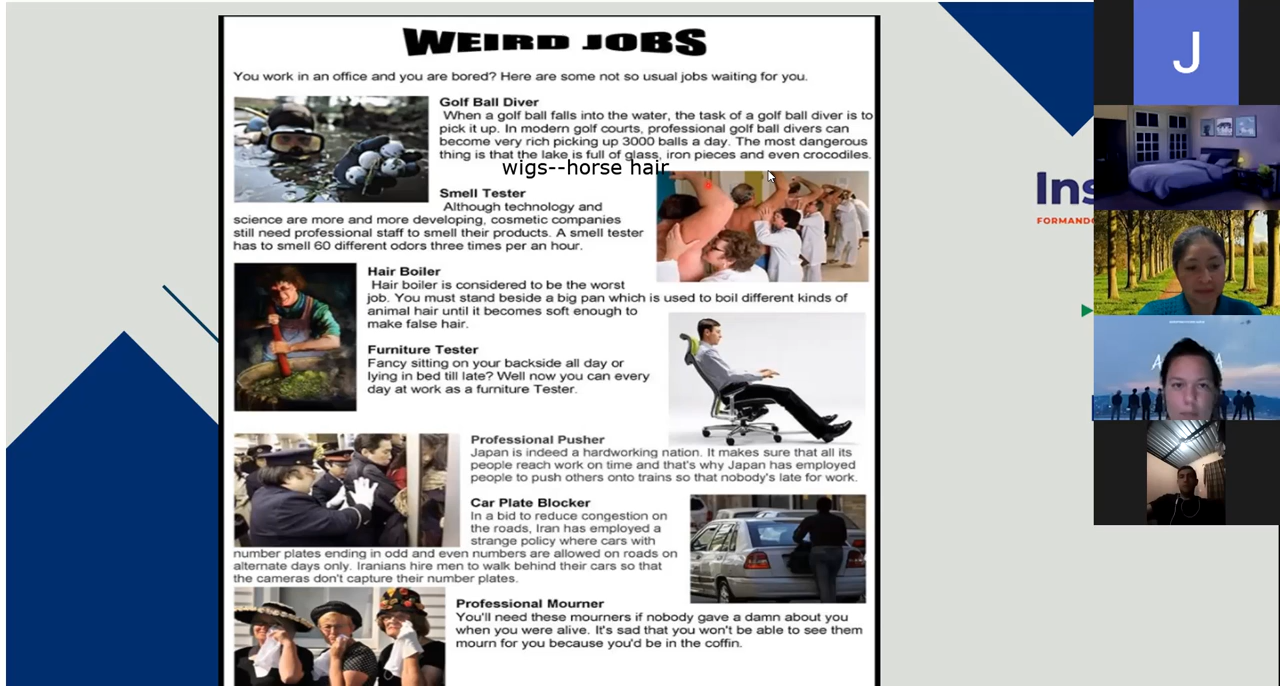 WEIRD JOBS
You work in an office and you are bored? Here are some not so usual jobs waiting for you.
Golf Ball Diver
When a golf ball falls into the water, the task of a golf ball diver is to
pick it up. In modern golf courts, professional golf ball divers can
become very rich picking up 3000 balls a day. The most dangerous
thing is that the lake is full of glass, iron pieces and even crocodiles.
wigs--horse hair
Smell Tester
Although technology and
science are more and more developing, cosmetic companies
still need professional staff to smell their products. A smell tester
has to smell 60 different odors three times per an hour.
Hair Boiler
Hair boiler is considered to be the worst
job. You must stand beside a big pan which is used to boil different kinds of
animal hair until it becomes soft enough to
make false hair.
Furniture Tester
Fancy sitting on your backside all day or
lying in bed till late? Well now you can every
day at work as a furniture Tester.
Professional Pusher
Japan is indeed a hardworking nation. It makes sure that all its
people reach work on time and that's why Japan has employed
people to push others onto trains so that nobody's late for work.
Car Plate Blocker
In a bid to reduce congestion on
the roads, Iran has employed a
strange policy where cars with
number plates ending in odd and even numbers are allowed on roads on
alternate days only. Iranians hire men to walk behind their cars so that
the cameras don't capture their number plates.
Professional Mourner
You'll need these mourners if nobody gave a damn about you
when you were alive. It's sad that you won't be able to see them
mourn for you because you'd be in the coffin.
Ins
FORMANDO
J